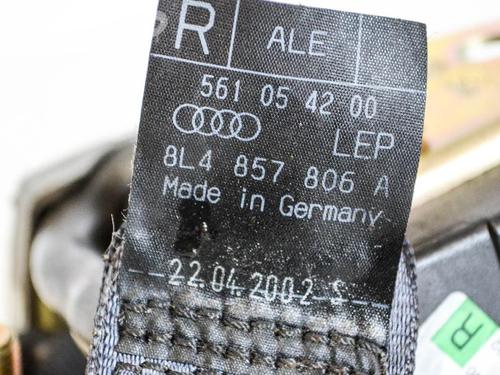 R ALE
561 05 42 00
LEP
8L4 857 806 A
Made in Germany
22.04.2002 S
R